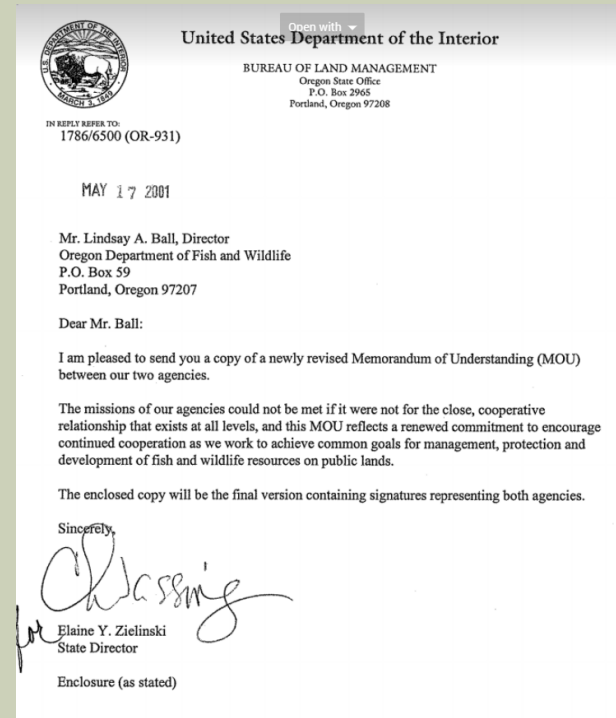 Open with
United States Department of the Interior
BUREAU OF LAND MANAGEMENT
Oregon State Office
P.O. Box 2965
Portland, Oregon 97208
U.S. DEPARTMENT OF THE INTERIOR
MARCH 3, 1849
IN REPLY REFER TO:
1786/6500 (OR-931)
MAY 17 2001
Mr. Lindsay A. Ball, Director
Oregon Department of Fish and Wildlife
P.O. Box 59
Portland, Oregon 97207
Dear Mr. Ball:
I am pleased to send you a copy of a newly revised Memorandum of Understanding (MOU)
between our two agencies.
The missions of our agencies could not be met if it were not for the close, cooperative
relationship that exists at all levels, and this MOU reflects a renewed commitment to encourage
continued cooperation as we work to achieve common goals for management, protection and
development of fish and wildlife resources on public lands.
The enclosed copy will be the final version containing signatures representing both agencies.
Sincerely,
for Elaine Y. Zielinski
State Director
Enclosure (as stated)